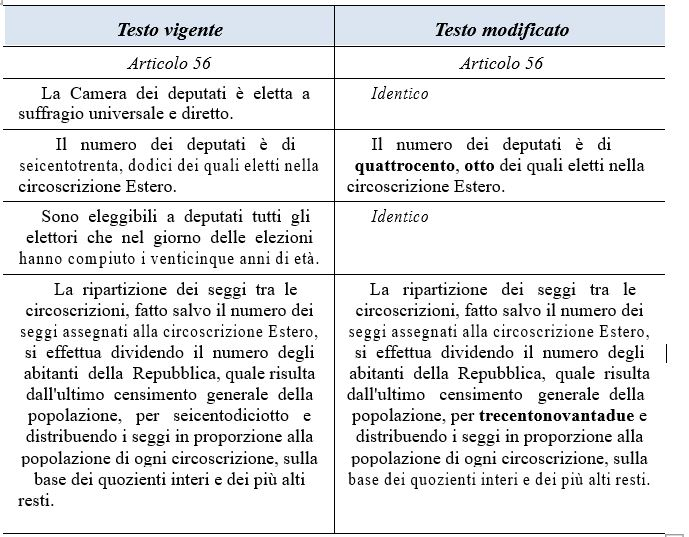 Testo vigente
Testo modificato
Articolo 56
Articolo 56
La Camera dei deputati è eletta a
suffragio universale e diretto.
Identico
Il numero dei deputati è di
seicentotrenta, dodici dei quali eletti nella
circoscrizione Estero.
Il numero dei deputati è di
quattrocento, otto dei quali eletti nella
circoscrizione Estero.
Sono eleggibili a deputati tutti gli
elettori che nel giorno delle elezioni
hanno compiuto i venticinque anni di età.
Identico
La ripartizione dei seggi tra le
circoscrizioni, fatto salvo il numero dei
seggi assegnati alla circoscrizione Estero,
si effettua dividendo il numero degli
abitanti della Repubblica, quale risulta
dall'ultimo censimento generale della
popolazione, per seicentodiciotto e
distribuendo i seggi in proporzione alla
popolazione di ogni circoscrizione, sulla
base dei quozienti interi e dei più alti
resti.
La ripartizione dei seggi tra le
circoscrizioni, fatto salvo il numero dei
seggi assegnati alla circoscrizione Estero,
si effettua dividendo il numero degli
abitanti della Repubblica, quale risulta
dall'ultimo censimento generale della
popolazione, per trecentonovantadue e
distribuendo i seggi in proporzione alla
popolazione di ogni circoscrizione, sulla
base dei quozienti interi e dei più alti resti.